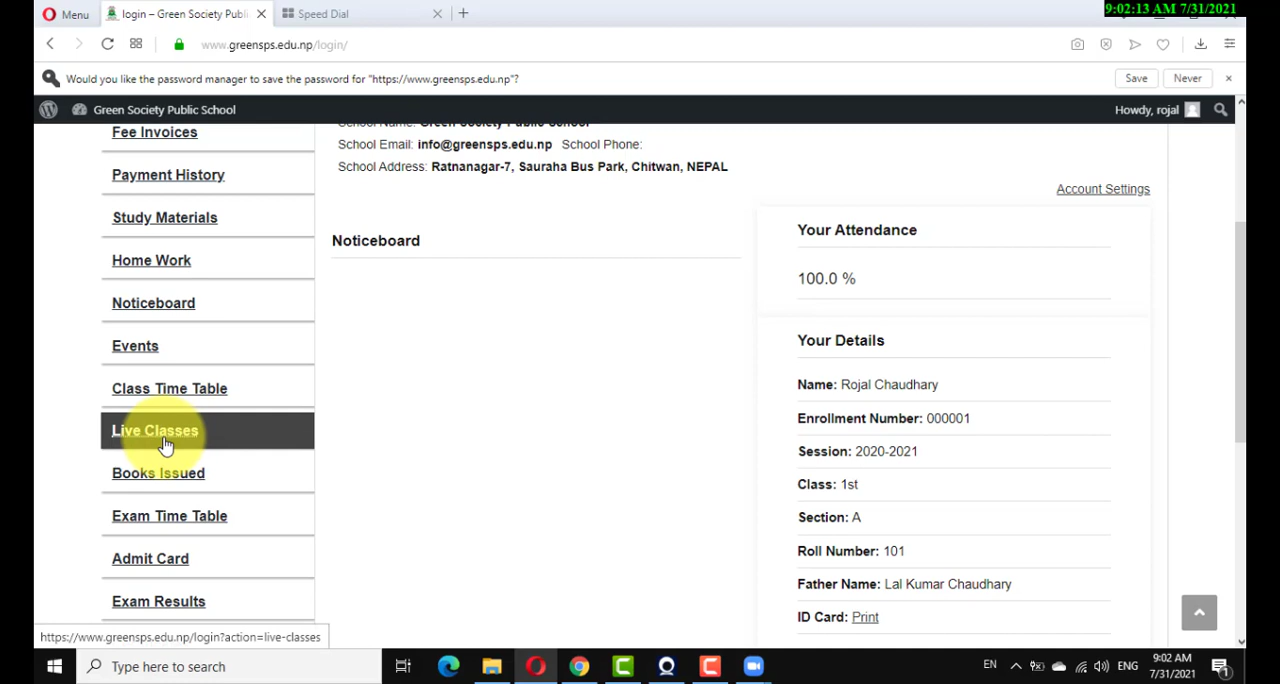 9:02:13 AM 7/31/2021
Menu
login – Green Society Publi
Speed Dial
www.greensps.edu.np/login/
Would you like the password manager to save the password for "https://www.greensps.edu.np"?
Save
Never
Green Society Public School
Howdy, rojal
Fee Invoices
Payment History
Study Materials
Home Work
Noticeboard
Events
Class Time Table
Live Classes
Books Issued
Exam Time Table
Admit Card
Exam Results
School Name: Green Society Public School
School Email: info@greensps.edu.np School Phone:
School Address: Ratnanagar-7, Sauraha Bus Park, Chitwan, NEPAL
Account Settings
Noticeboard
Your Attendance
100.0 %
Your Details
Name: Rojal Chaudhary
Enrollment Number: 000001
Session: 2020-2021
Class: 1st
Section: A
Roll Number: 101
Father Name: Lal Kumar Chaudhary
ID Card: Print
https://www.greensps.edu.np/login?action=live-classes
Type here to search
EN
ENG
9:02 AM
7/31/2021
1